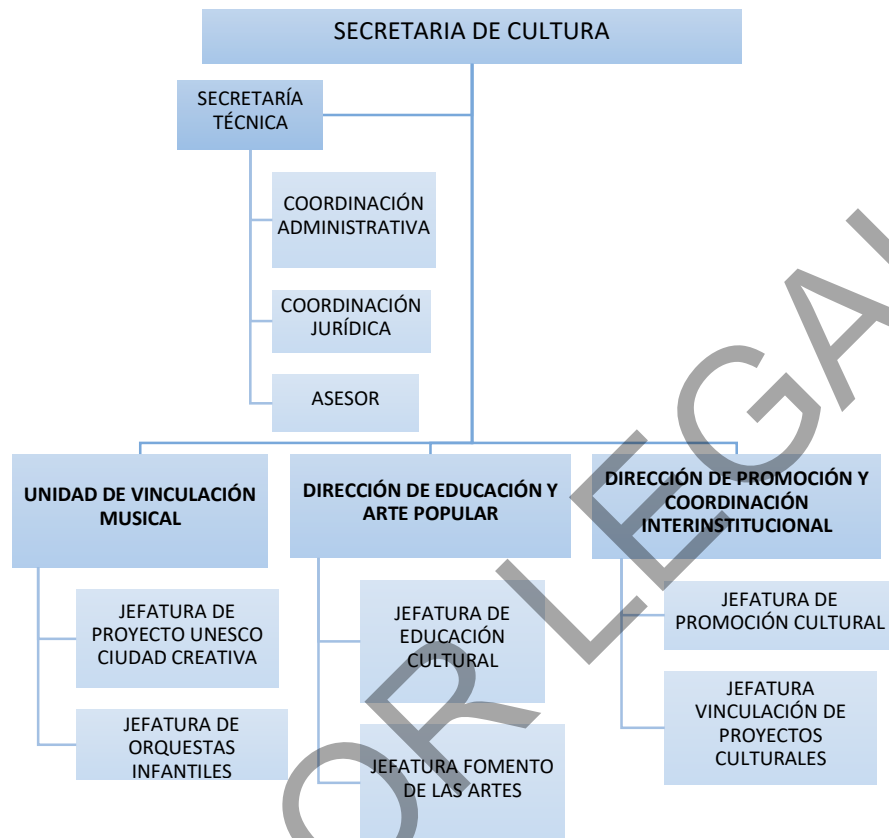 SECRETARIA DE CULTURA
SECRETARÍA
TÉCNICA
COORDINACIÓN
ADMINISTRATIVA
COORDINACIÓN
JURÍDICA
ASESOR
UNIDAD DE VINCULACIÓN
MUSICAL
JEFATURA DE
PROYECTO UNESCO
CIUDAD CREATIVA
JEFATURA DE
ORQUESTAS
INFANTILES
DIRECCIÓN DE EDUCACIÓN Y
ARTE POPULAR
JEFATURA DE
EDUCACIÓN
CULTURAL
JEFATURA FOMENTO
DE LAS ARTES
DIRECCIÓN DE PROMOCIÓN Y
COORDINACIÓN
INTERINSTITUCIONAL
JEFATURA DE
PROMOCIÓN CULTURAL
JEFATURA
VINCULACIÓN DE
PROYECTOS
CULTURALES
OR LEGA